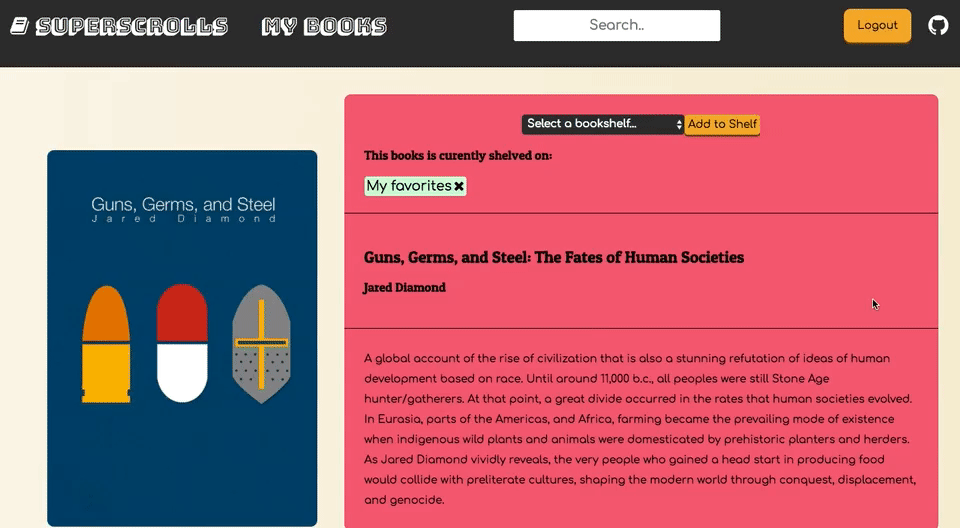 SUPERSCROLLS MY BOOKS Search.. Logout
Select a bookshelf... Add to Shelf
This books is curently shelved on:
My favorites✖
Guns, Germs, and Steel
Jared Diamond
Guns, Germs, and Steel: The Fates of Human Societies
Jared Diamond
A global account of the rise of civilization that is also a stunning refutation of ideas of human
development based on race. Until around 11,000 b.c., all peoples were still Stone Age
hunter/gatherers. At that point, a great divide occurred in the rates that human societies evolved.
In Eurasia, parts of the Americas, and Africa, farming became the prevailing mode of existence
when indigenous wild plants and animals were domesticated by prehistoric planters and herders.
As Jared Diamond vividly reveals, the very people who gained a head start in producing food
would collide with preliterate cultures, shaping the modern world through conquest, displacement,
and genocide.